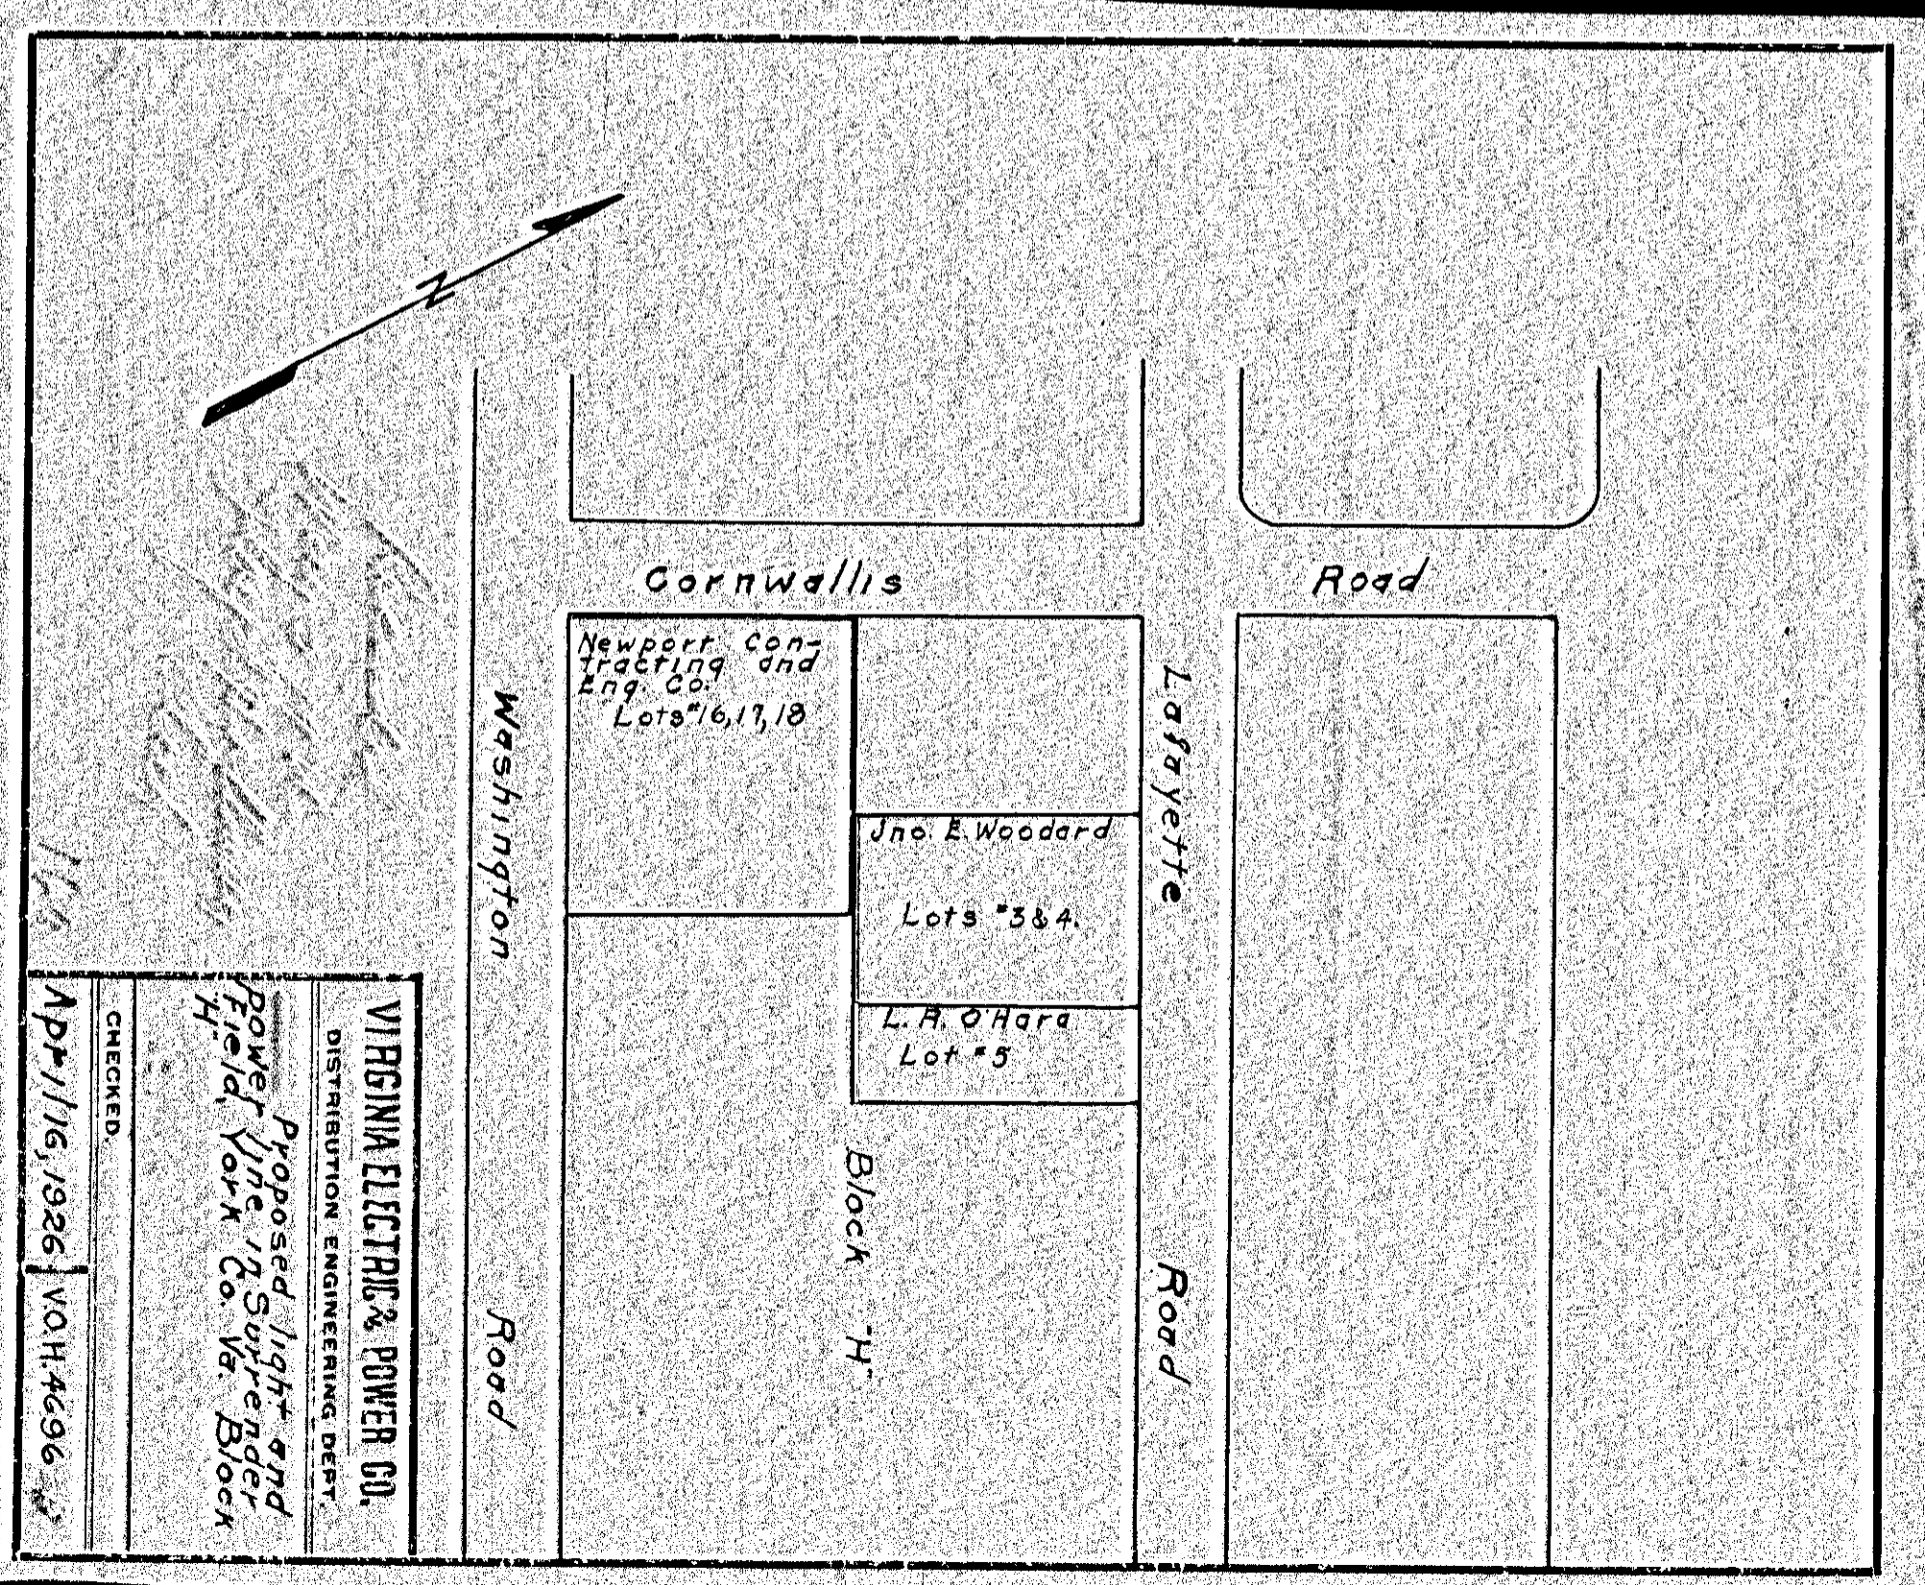 N
Cornwallis Road
Newport Con-
tracting and
Eng. Co.
Lots #16,17,18
Washington Road
Lafayette Road
Jno. E. Woodard
Lots #3&4.
L. A. O'Hara
Lot #5
Block "H"
VIRGINIA ELECTRIC & POWER CO.
DISTRIBUTION ENGINEERING DEPT.
Proposed light and
power line in Surrender
Field, York Co. Va. Block
"H"
CHECKED.
Apr/16,1926 V.O.H.4696